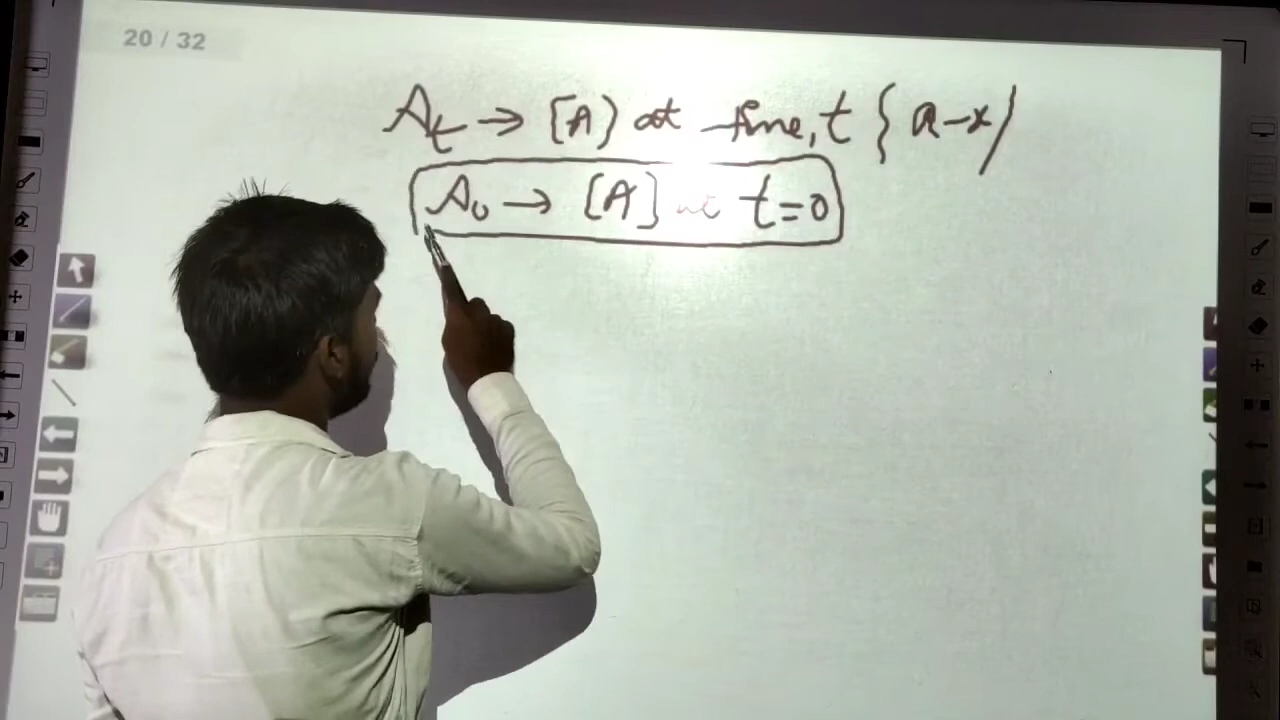 20 / 32
At → [A] at time, t { a-x )
A0 → [A] at t=0